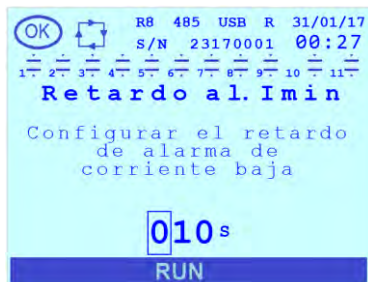 OK R8 485 USB R 31/01/17
S/N 23170001 00:27
1 2 3 4 5 6 7 8 9 10 11
Retardo al. Imin
Configurar el retardo
de alarma de
corriente baja
010 s
RUN